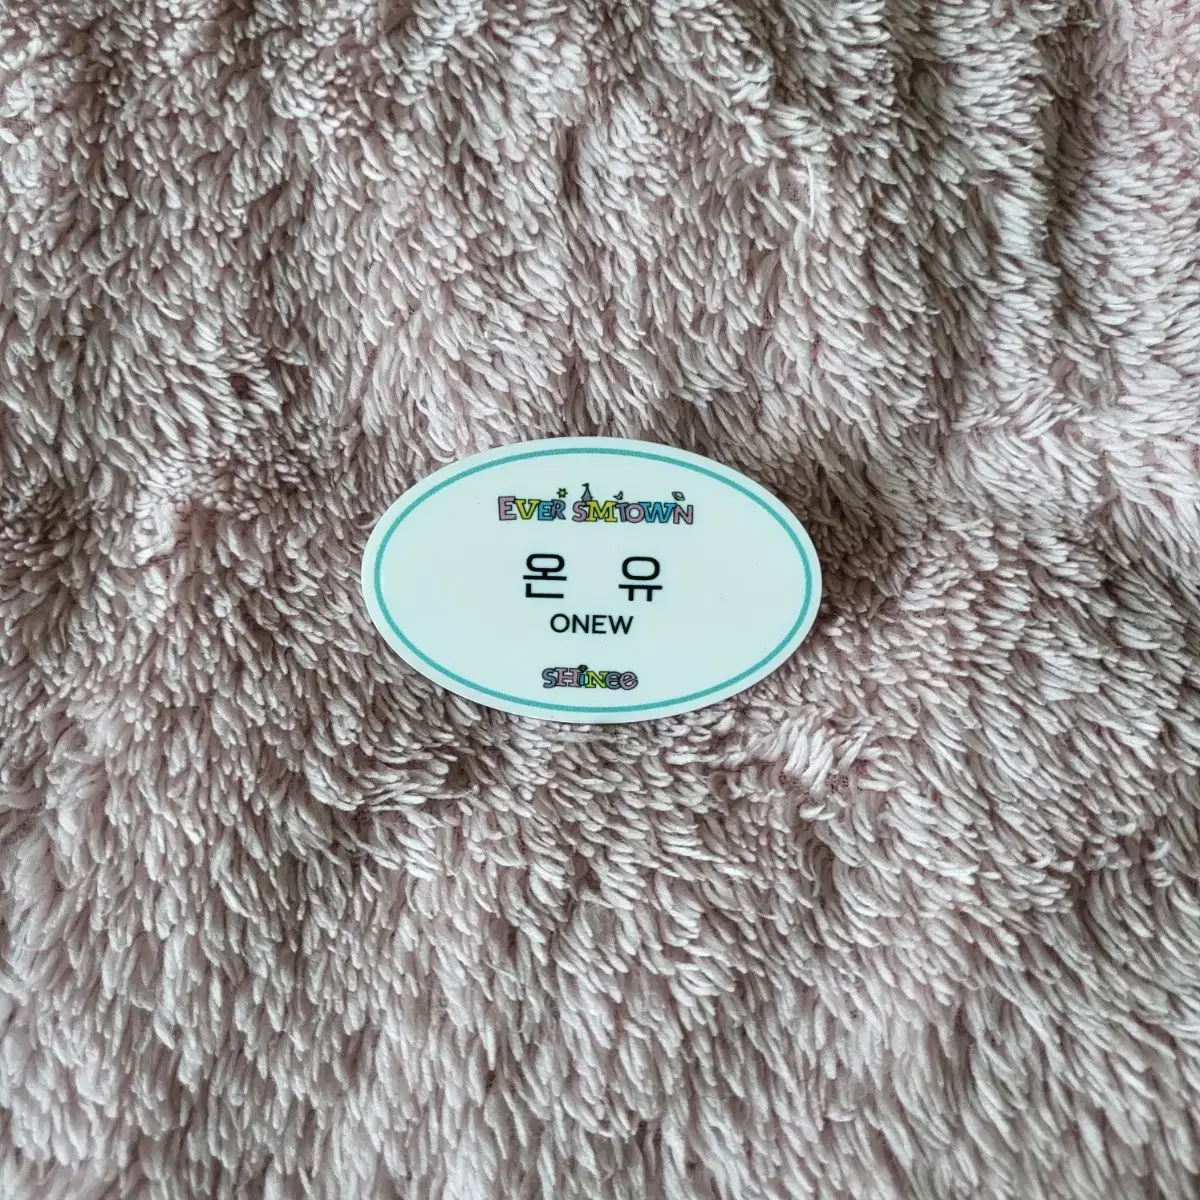 EVER SMTOWN
온 유
ONEW
SHINee